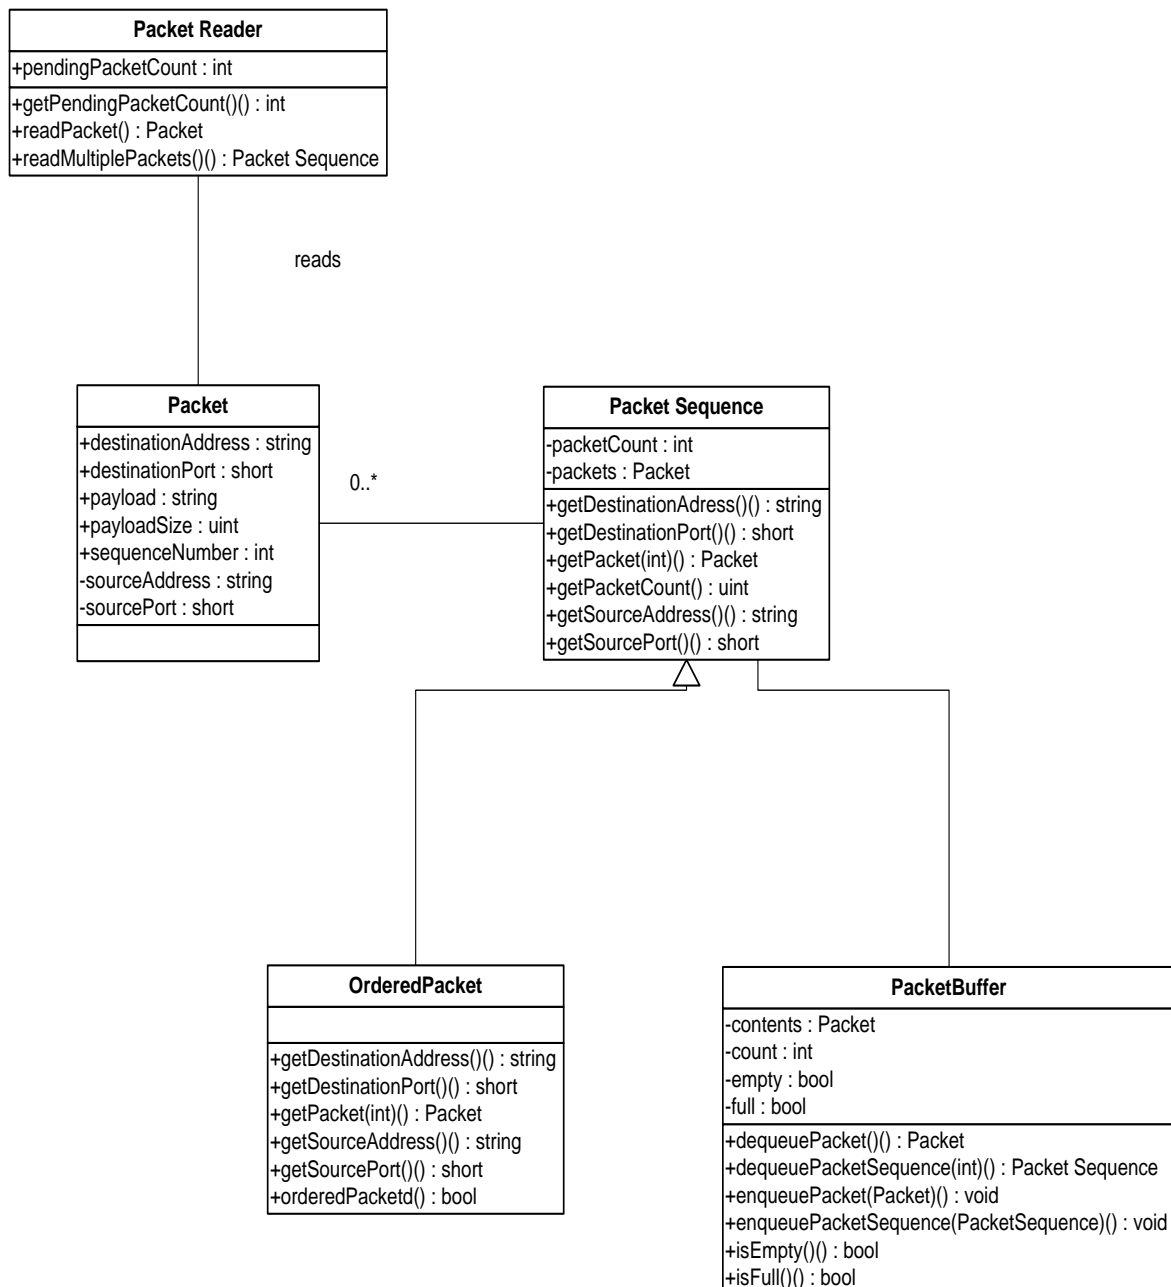 Packet Reader
+pendingPacketCount : int
+getPendingPacketCount()() : int
+readPacket() : Packet
+readMultiplePackets()() : Packet Sequence
reads
Packet
+destinationAddress : string
+destinationPort : short
+payload : string
+payloadSize : uint
+sequenceNumber : int
-sourceAddress : string
-sourcePort : short
0..*
Packet Sequence
-packetCount : int
-packets : Packet
+getDestinationAdress()() : string
+getDestinationPort()() : short
+getPacket(int)() : Packet
+getPacketCount() : uint
+getSourceAddress()() : string
+getSourcePort()() : short
OrderedPacket
+getDestinationAddress()() : string
+getDestinationPort()() : short
+getPacket(int)() : Packet
+getSourceAddress()() : string
+getSourcePort()() : short
+orderedPacketd() : bool
PacketBuffer
-contents : Packet
-count : int
-empty : bool
-full : bool
+dequeuePacket()() : Packet
+dequeuePacketSequence(int)() : Packet Sequence
+enqueuePacket(Packet)() : void
+enqueuePacketSequence(PacketSequence)() : void
+isEmpty()() : bool
+isFull()() : bool